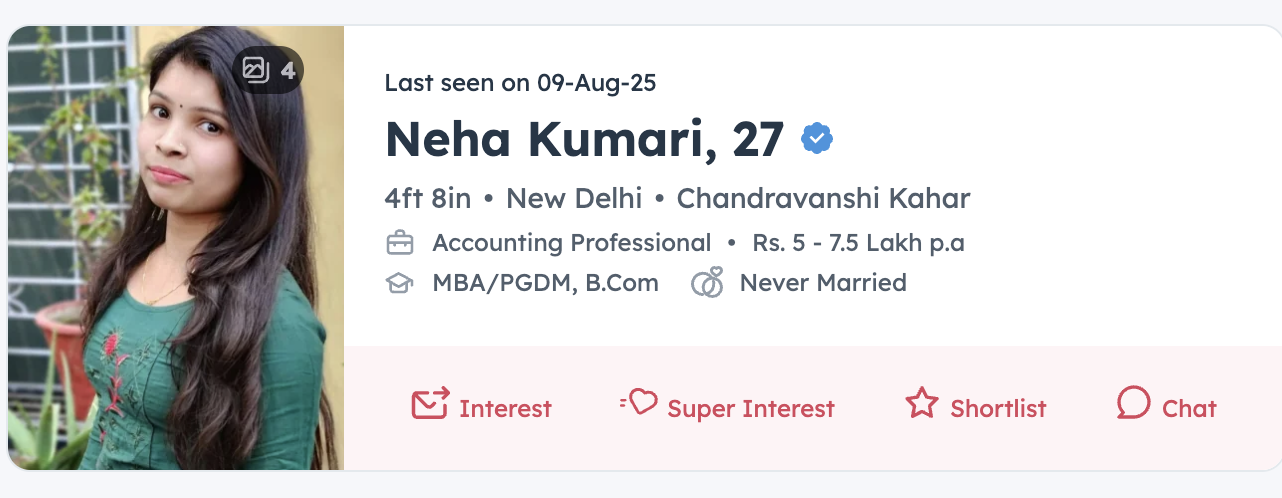 4
Last seen on 09-Aug-25
Neha Kumari, 27
4ft 8in • New Delhi • Chandravanshi Kahar
Accounting Professional • Rs. 5 - 7.5 Lakh p.a
MBA/PGDM, B.Com Never Married
Interest Super Interest Shortlist Chat